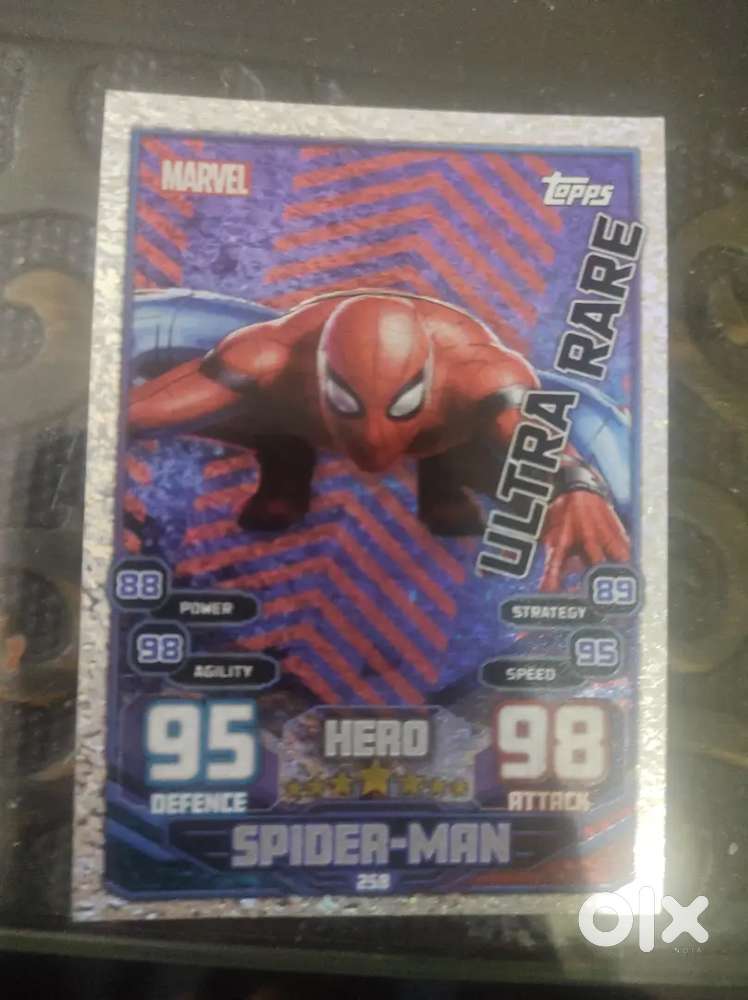 MARVEL
Topps
ULTRA RARE
88
POWER
89
STRATEGY
98
AGILITY
95
SPEED
95
DEFENCE
HERO
98
ATTACK
SPIDER-MAN
258
olx